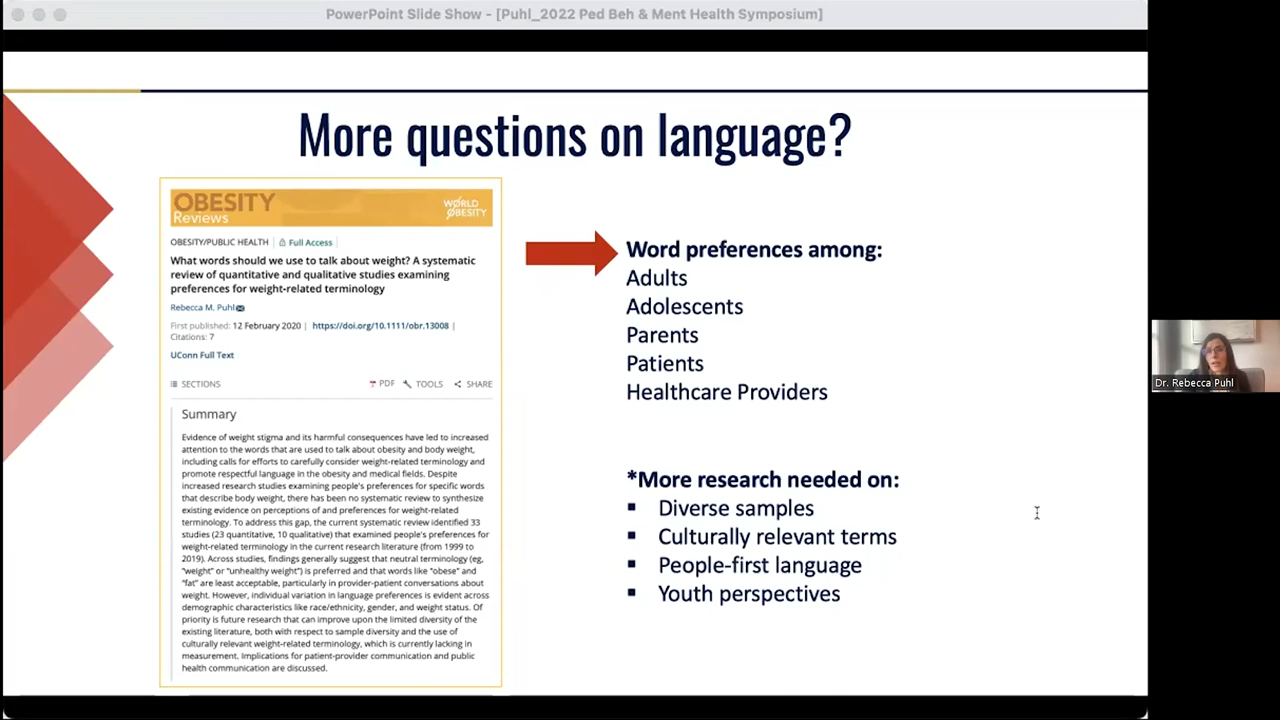 PowerPoint Slide Show - [Puhl_2022 Ped Beh & Ment Health Symposium]
More questions on language?
OBESITY
Reviews
WORLD
OBESITY
OBESITY/PUBLIC HEALTH | Full Access |
What words should we use to talk about weight? A systematic
review of quantitative and qualitative studies examining
preferences for weight-related terminology
Rebecca M. Puhl
First published: 12 February 2020 | https://doi.org/10.1111/obr.13008 |
Citations: 7
UConn Full Text
SECTIONS
PDF TOOLS SHARE
Summary
Evidence of weight stigma and its harmful consequences have led to increased
attention to the words that are used to talk about obesity and body weight,
including calls for efforts to carefully consider weight-related terminology and
promote respectful language in the obesity and medical fields. Despite
increased research studies examining people's preferences for specific words
that describe body weight, there has been no systematic review to synthesize
existing evidence on perceptions of and preferences for weight-related
terminology. To address this gap, the current systematic review identified 33
studies (23 quantitative, 10 qualitative) that examined people's preferences for
weight-related terminology in the current research literature (from 1999 to
2019). Across studies, findings generally suggest that neutral terminology (eg,
"weight" or "unhealthy weight") is preferred and that words like "obese" and
"fat" are least acceptable, particularly in provider-patient conversations about
weight. However, individual variation in language preferences is evident across
demographic characteristics like race/ethnicity, gender, and weight status. Of
priority is future research that can improve upon the limited diversity of the
existing literature, both with respect to sample diversity and the use of
culturally relevant weight-related terminology, which is currently lacking in
measurement. Implications for patient-provider communication and public
health communication are discussed.
Word preferences among:
Adults
Adolescents
Parents
Patients
Healthcare Providers
*More research needed on:
▪ Diverse samples
▪ Culturally relevant terms
▪ People-first language
▪ Youth perspectives
Dr. Rebecca Puhl